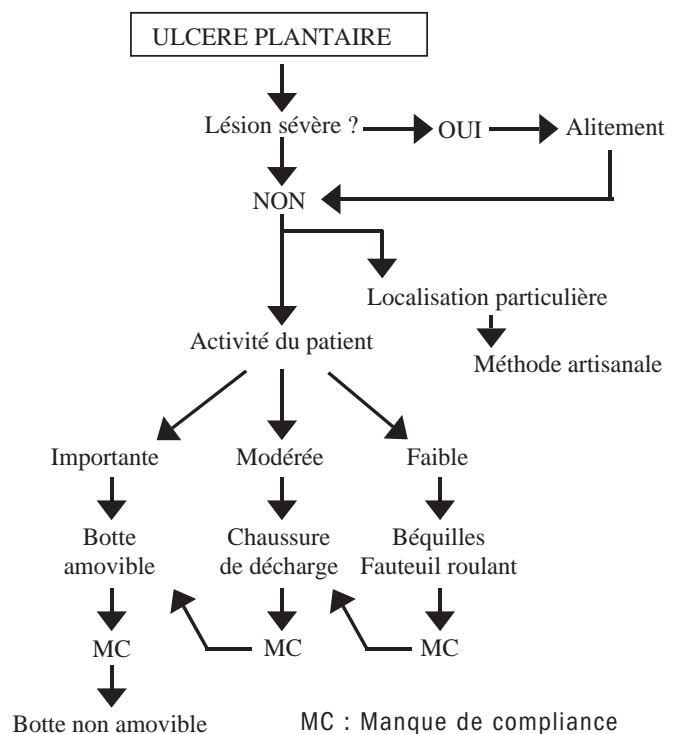 ULCERE PLANTAIRE
Lésion sévère ?
OUI
Alitement
NON
Localisation particulière
Activité du patient
Méthode artisanale
Importante
Modérée
Faible
Botte
amovible
Chaussure
de décharge
Béquilles
Fauteuil roulant
MC
MC
MC
Botte non amovible
MC : Manque de compliance